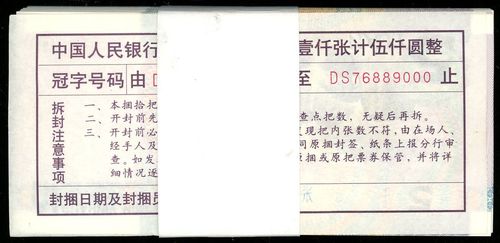 中国人民银行 壹仟张计伍仟圆整
冠字号码由D 至 DS76889000 止
拆封注意事项
一、本捆拾把 查点把数，无疑后再拆。
二、开封前先 发现把内张数不符，由在场人、
三、开封前必 同原捆封签、纸条上报分行审
经手人及 原捆或原把票券保管，并将详
查。如发
细情况逐
封捆日期及封捆员